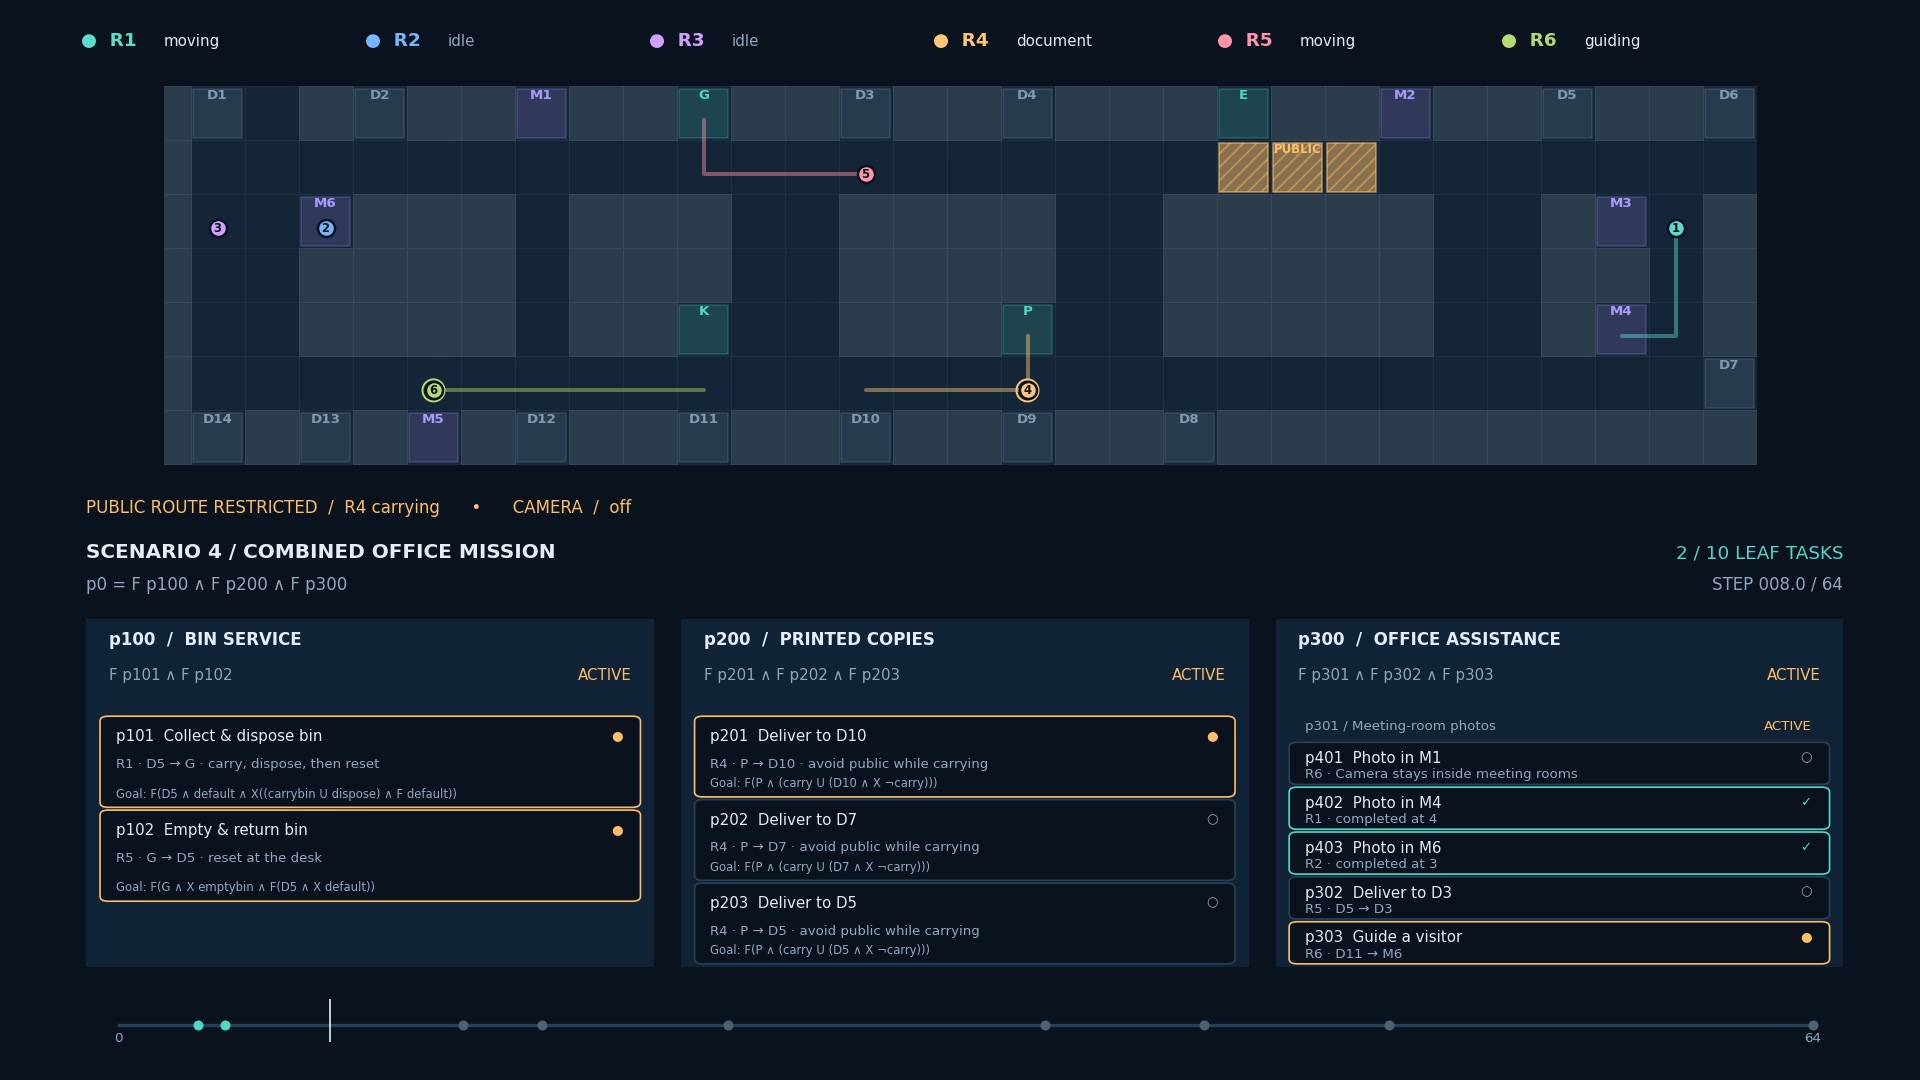 R1 moving R2 idle R3 idle R4 document R5 moving R6 guiding
D1 D2 M1 G D3 D4 E M2 D5 D6
PUBLIC
5
M6 M3
3 2 1
K P M4
D7
6 4
D14 D13 M5 D12 D11 D10 D9 D8
PUBLIC ROUTE RESTRICTED / R4 carrying • CAMERA / off
SCENARIO 4 / COMBINED OFFICE MISSION
2 / 10 LEAF TASKS
p0 = F p100 ∧ F p200 ∧ F p300
STEP 008.0 / 64
p100 / BIN SERVICE
F p101 ∧ F p102 ACTIVE
p101 Collect & dispose bin
R1 · D5 → G · carry, dispose, then reset
Goal: F(D5 ∧ default ∧ X((carrybin U dispose) ∧ F default))
p102 Empty & return bin
R5 · G → D5 · reset at the desk
Goal: F(G ∧ X emptybin ∧ F(D5 ∧ X default))
p200 / PRINTED COPIES
F p201 ∧ F p202 ∧ F p203 ACTIVE
p201 Deliver to D10
R4 · P → D10 · avoid public while carrying
Goal: F(P ∧ (carry U (D10 ∧ X ¬carry)))
p202 Deliver to D7
R4 · P → D7 · avoid public while carrying
Goal: F(P ∧ (carry U (D7 ∧ X ¬carry)))
p203 Deliver to D5
R4 · P → D5 · avoid public while carrying
Goal: F(P ∧ (carry U (D5 ∧ X ¬carry)))
p300 / OFFICE ASSISTANCE
F p301 ∧ F p302 ∧ F p303 ACTIVE
p301 / Meeting-room photos ACTIVE
p401 Photo in M1
R6 · Camera stays inside meeting rooms
p402 Photo in M4 ✓
R1 · completed at 4
p403 Photo in M6 ✓
R2 · completed at 3
p302 Deliver to D3
R5 · D5 → D3
p303 Guide a visitor
R6 · D11 → M6
0 64